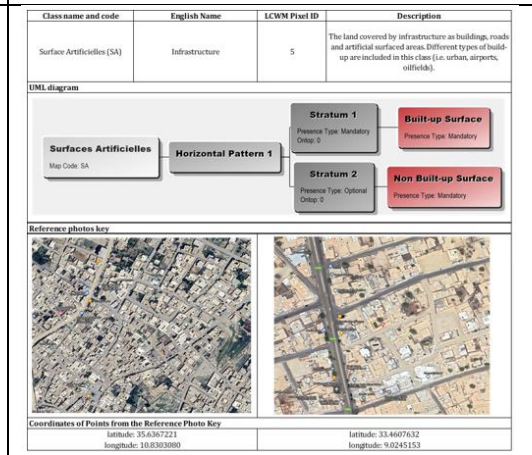 Class name and code English Name LCWM Pixel ID Description
Surface Artificielles (SA) Infrastructure 5 The land covered by infrastructure as buildings, roads
and artificial surfaced areas. Different types of build-
up are included in this class (i.e. urban, airports,
oilfields).
UML diagram
Surfaces Artificielles
Map Code: SA
Horizontal Pattern 1
Stratum 1
Presence Type: Mandatory
Ontop: 0
Built-up Surface
Presence Type: Mandatory
Stratum 2
Presence Type: Optional
Ontop: 0
Non Built-up Surface
Presence Type: Mandatory
Reference photos key
Coordinates of Points from the Reference Photo Key
latitude: 35.6367221 latitude: 33.4607632
longitude: 10.8303080 longitude: 9.0245153